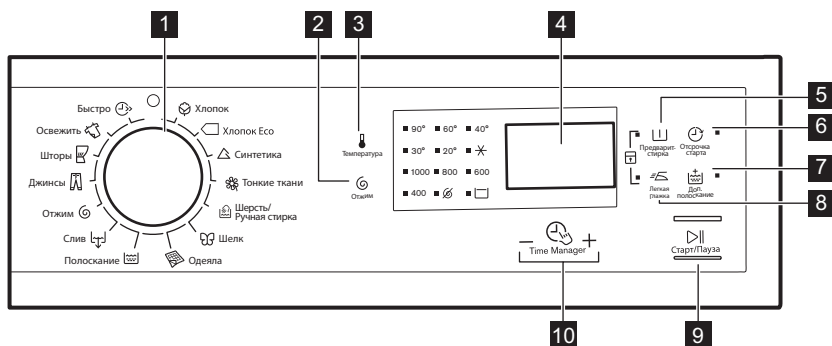 1
2
3
4
5
6
7
8
9
10
Быстро
Освежить
Шторы
Джинсы
Отжим
Слив
Полоскание
Хлопок
Хлопок Eco
Синтетика
Тонкие ткани
Шерсть/
Ручная стирка
Шелк
Одеяла
Температура
Отжим
90° 60° 40°
30° 20°
1000 800 600
400
Time Manager
Предварит.
стирка
Отсрочка
старта
Легкая
глажка
Доп.
полоскание
Старт/Пауза